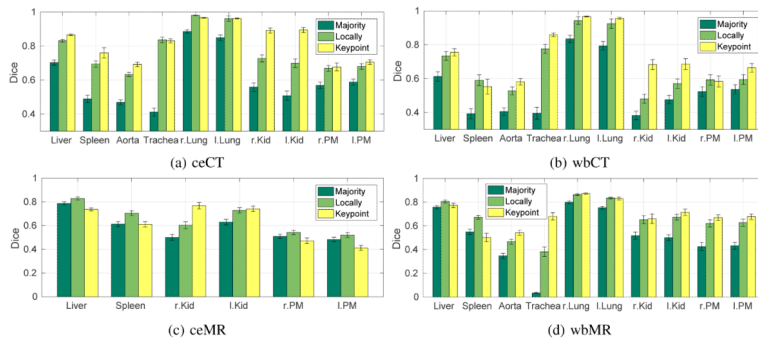 Dice
1
0.8
0.6
0.4
Majority
Locally
Keypoint
Liver Spleen Aorta Trachea r.Lung l.Lung r.Kid l.Kid r.PM l.PM
(a) ceCT
Dice
1
0.8
0.6
0.4
Majority
Locally
Keypoint
Liver Spleen Aorta Trachea r.Lung l.Lung r.Kid l.Kid r.PM l.PM
(b) wbCT
Dice
1
0.8
0.6
0.4
0.2
0
Majority
Locally
Keypoint
Liver Spleen r.Kid l.Kid r.PM l.PM
(c) ceMR
Dice
1
0.8
0.6
0.4
0.2
0
Majority
Locally
Keypoint
Liver Spleen Aorta Trachea r.Lung l.Lung r.Kid l.Kid r.PM l.PM
(d) wbMR